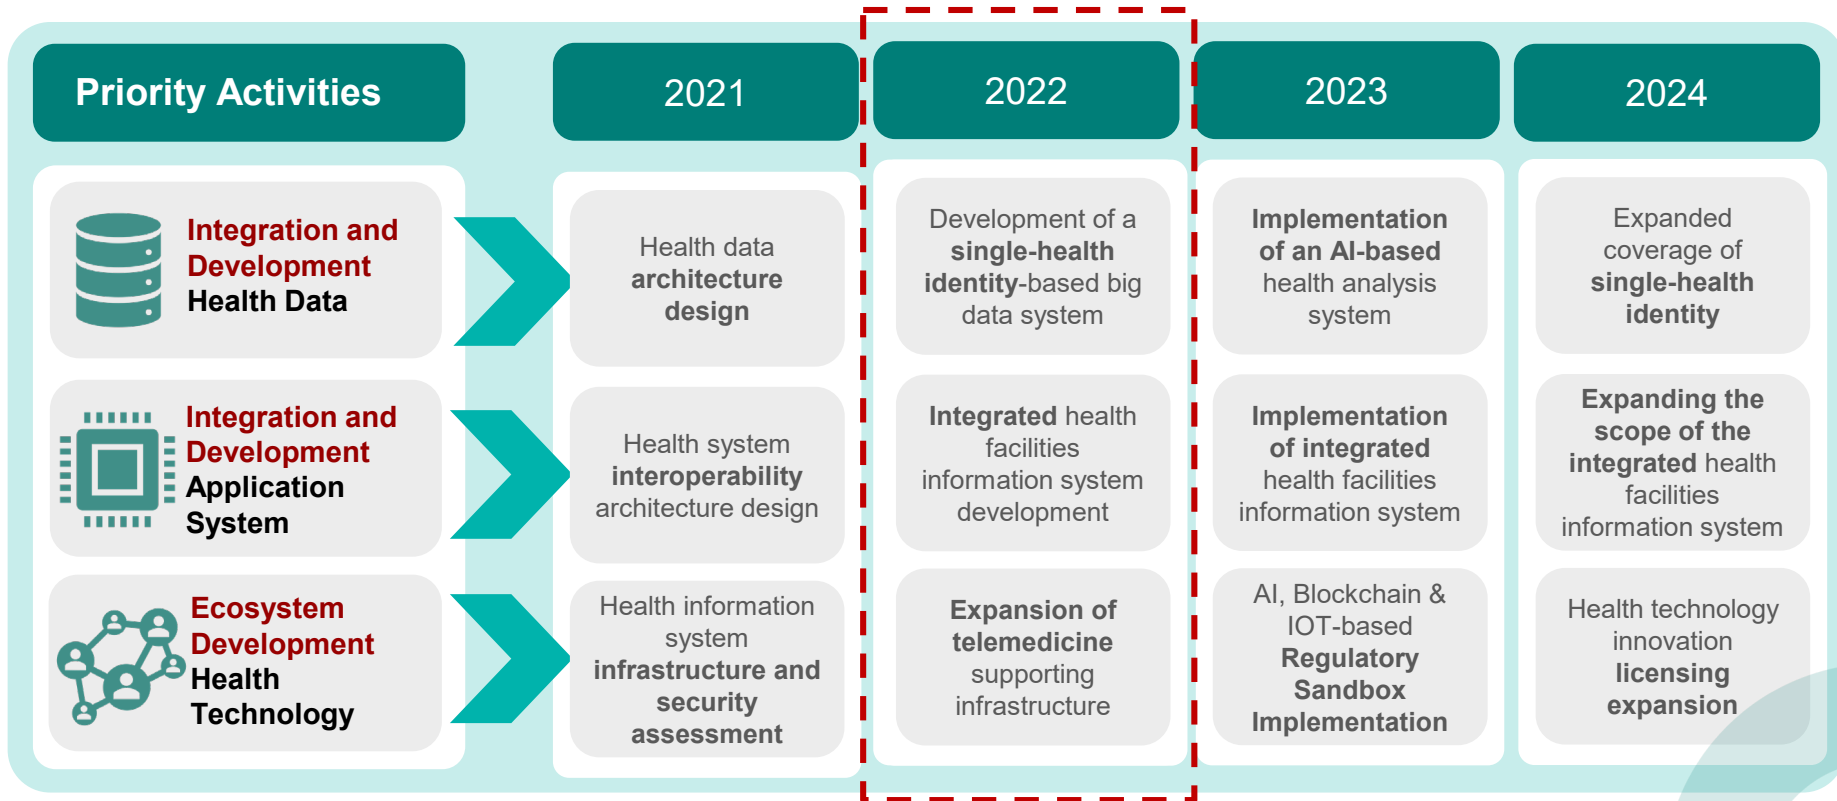 Priority Activities
2021
2022
2023
2024
Integration and
Development
Health Data
Health data
architecture
design
Development of a
single-health
identity-based big
data system
Implementation
of an AI-based
health analysis
system
Expanded
coverage of
single-health
identity
Integration and
Development
Application
System
Health system
interoperability
architecture design
Integrated health
facilities
information system
development
Implementation
of integrated
health facilities
information system
Expanding the
scope of the
integrated health
facilities
information system
Ecosystem
Development
Health
Technology
Health information
system
infrastructure and
security
assessment
Expansion of
telemedicine
supporting
infrastructure
AI, Blockchain &
IOT-based
Regulatory
Sandbox
Implementation
Health technology
innovation
licensing
expansion